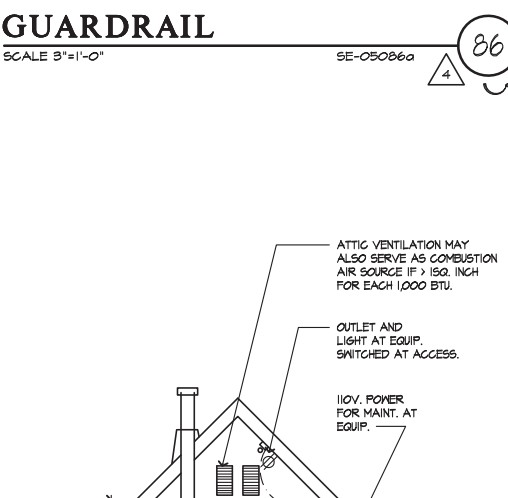 GUARDRAIL
SCALE 3"=1'-0"
SE-05086a
86
4
ATTIC VENTILATION MAY
ALSO SERVE AS COMBUSTION
AIR SOURCE IF > 1SQ. INCH
FOR EACH 1,000 BTU.
OUTLET AND
LIGHT AT EQUIP.
SWITCHED AT ACCESS.
110V. POWER
FOR MAINT. AT
EQUIP.